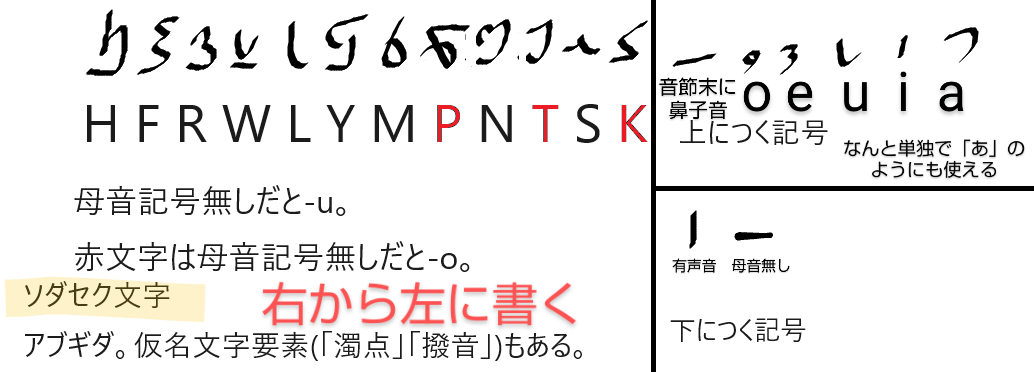 H F R W L Y M P N T S K
母音記号無しだと-u。
赤文字は母音記号無しだと-o。
ソダセク文字
右から左に書く
アブギダ。仮名文字要素(「濁点」「撥音」)もある。
音節末に
鼻子音
o e u i a
上につく記号
なんと単独で「あ」の
ようにも使える
有声音 母音無し
下につく記号